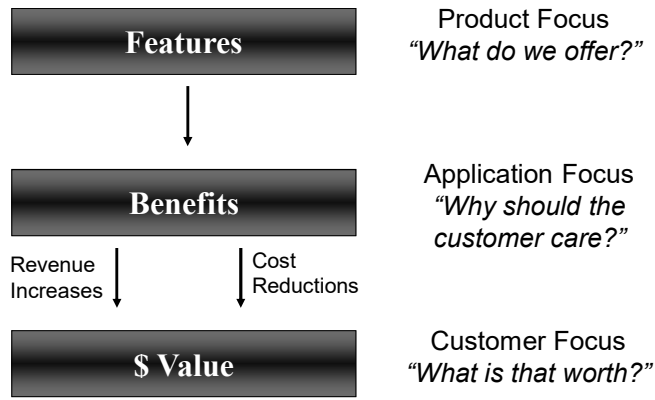 Features
Product Focus
“What do we offer?”
Benefits
Application Focus
“Why should the
customer care?”
Revenue
Increases
Cost
Reductions
$ Value
Customer Focus
“What is that worth?”